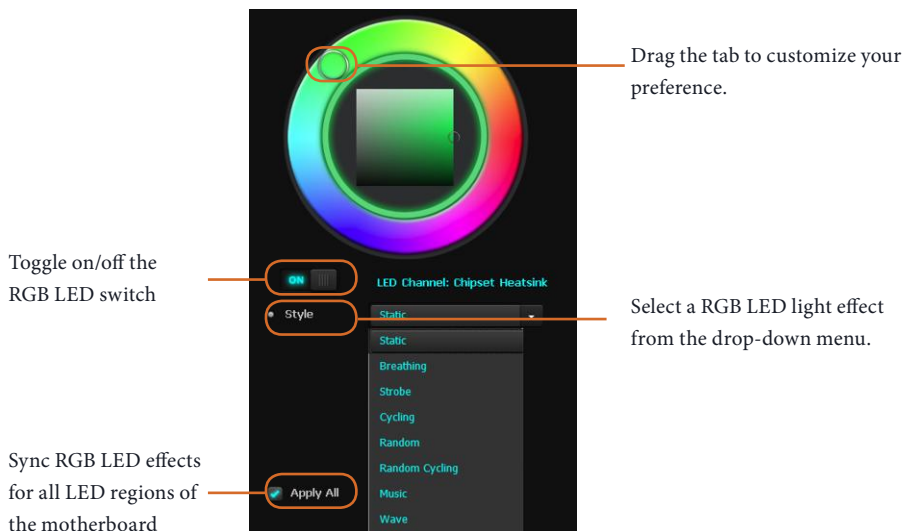 Drag the tab to customize your
preference.
Toggle on/off the
RGB LED switch
ON
LED Channel: Chipset Heatsink
Style
Static
Select a RGB LED light effect
from the drop-down menu.
Static
Breathing
Strobe
Cycling
Random
Random Cycling
Music
Wave
Sync RGB LED effects
for all LED regions of
the motherboard
Apply All